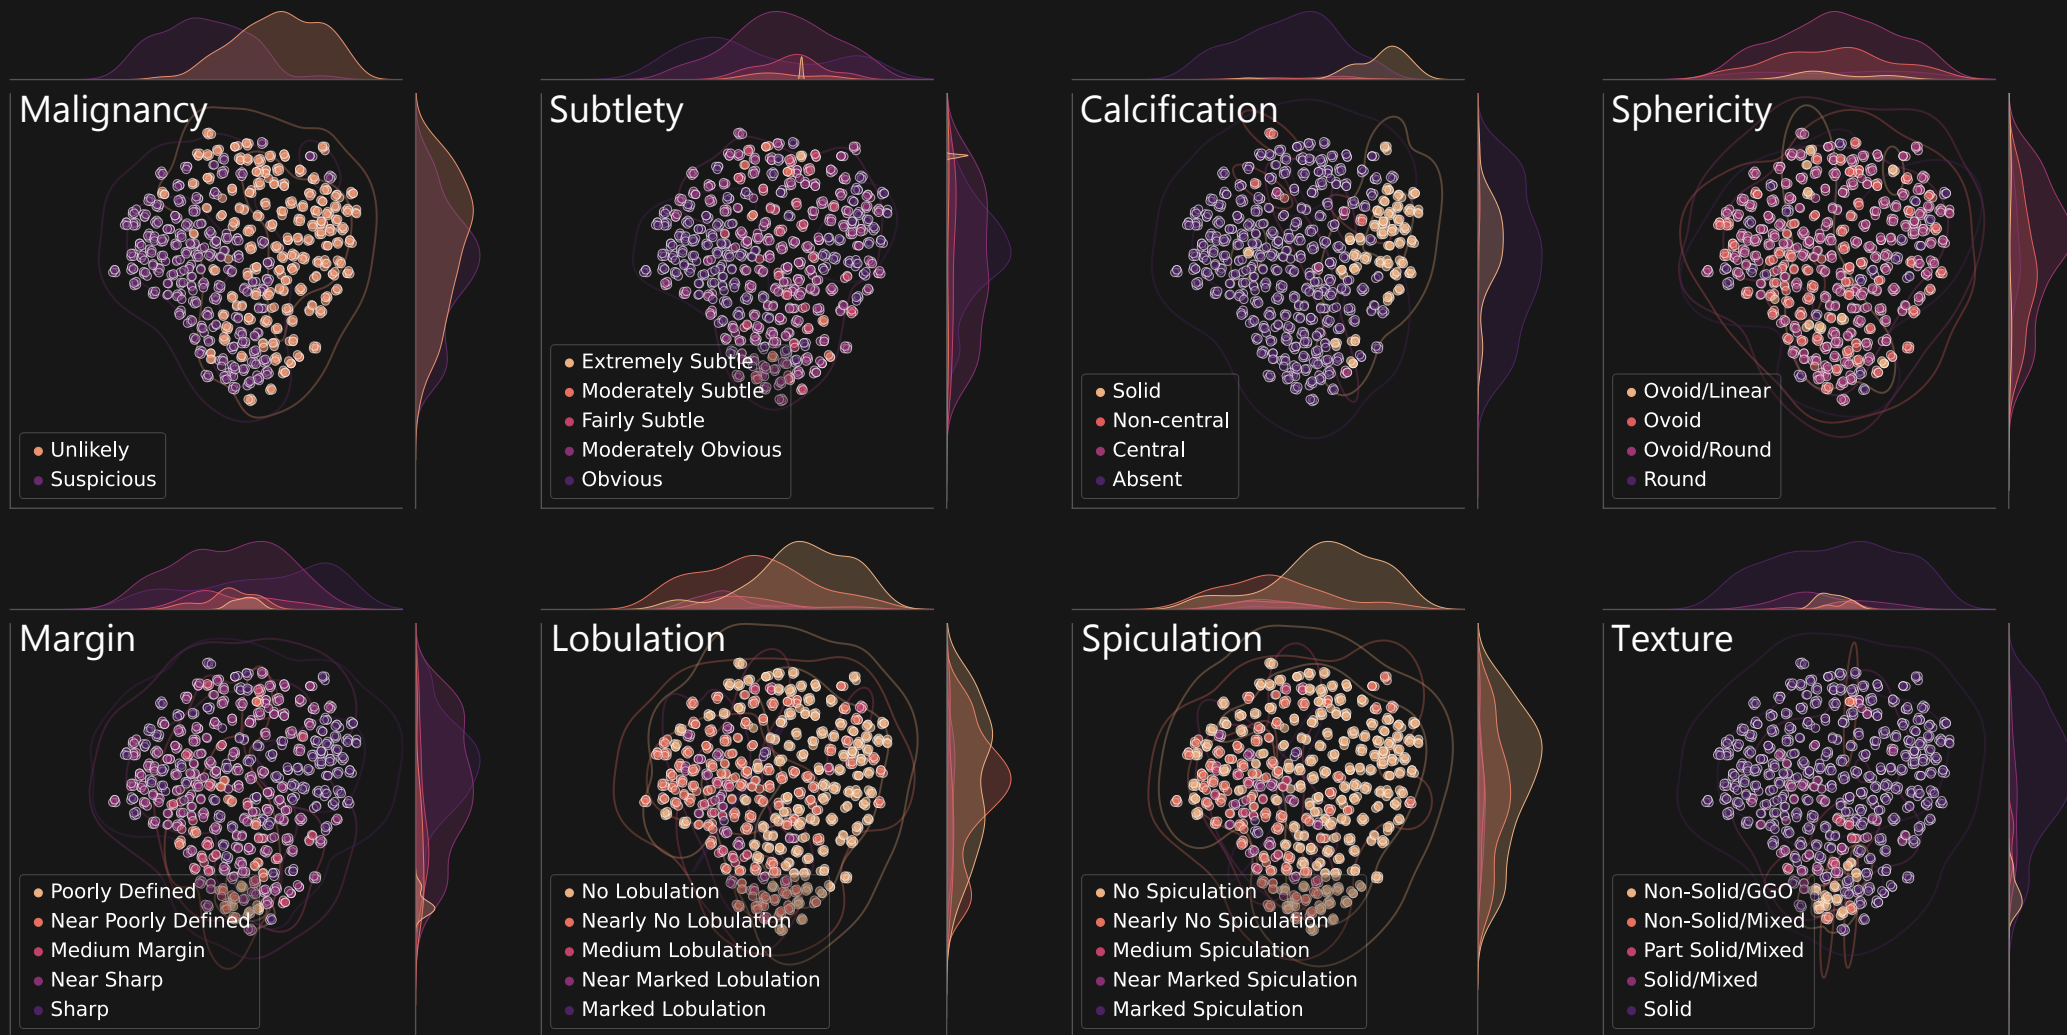 Malignancy
Unlikely
Suspicious
Subtlety
Extremely Subtle
Moderately Subtle
Fairly Subtle
Moderately Obvious
Obvious
Calcification
Solid
Non-central
Central
Absent
Sphericity
Ovoid/Linear
Ovoid
Ovoid/Round
Round
Margin
Poorly Defined
Near Poorly Defined
Medium Margin
Near Sharp
Sharp
Lobulation
No Lobulation
Nearly No Lobulation
Medium Lobulation
Near Marked Lobulation
Marked Lobulation
Spiculation
No Spiculation
Nearly No Spiculation
Medium Spiculation
Near Marked Spiculation
Marked Spiculation
Texture
Non-Solid/GGO
Non-Solid/Mixed
Part Solid/Mixed
Solid/Mixed
Solid